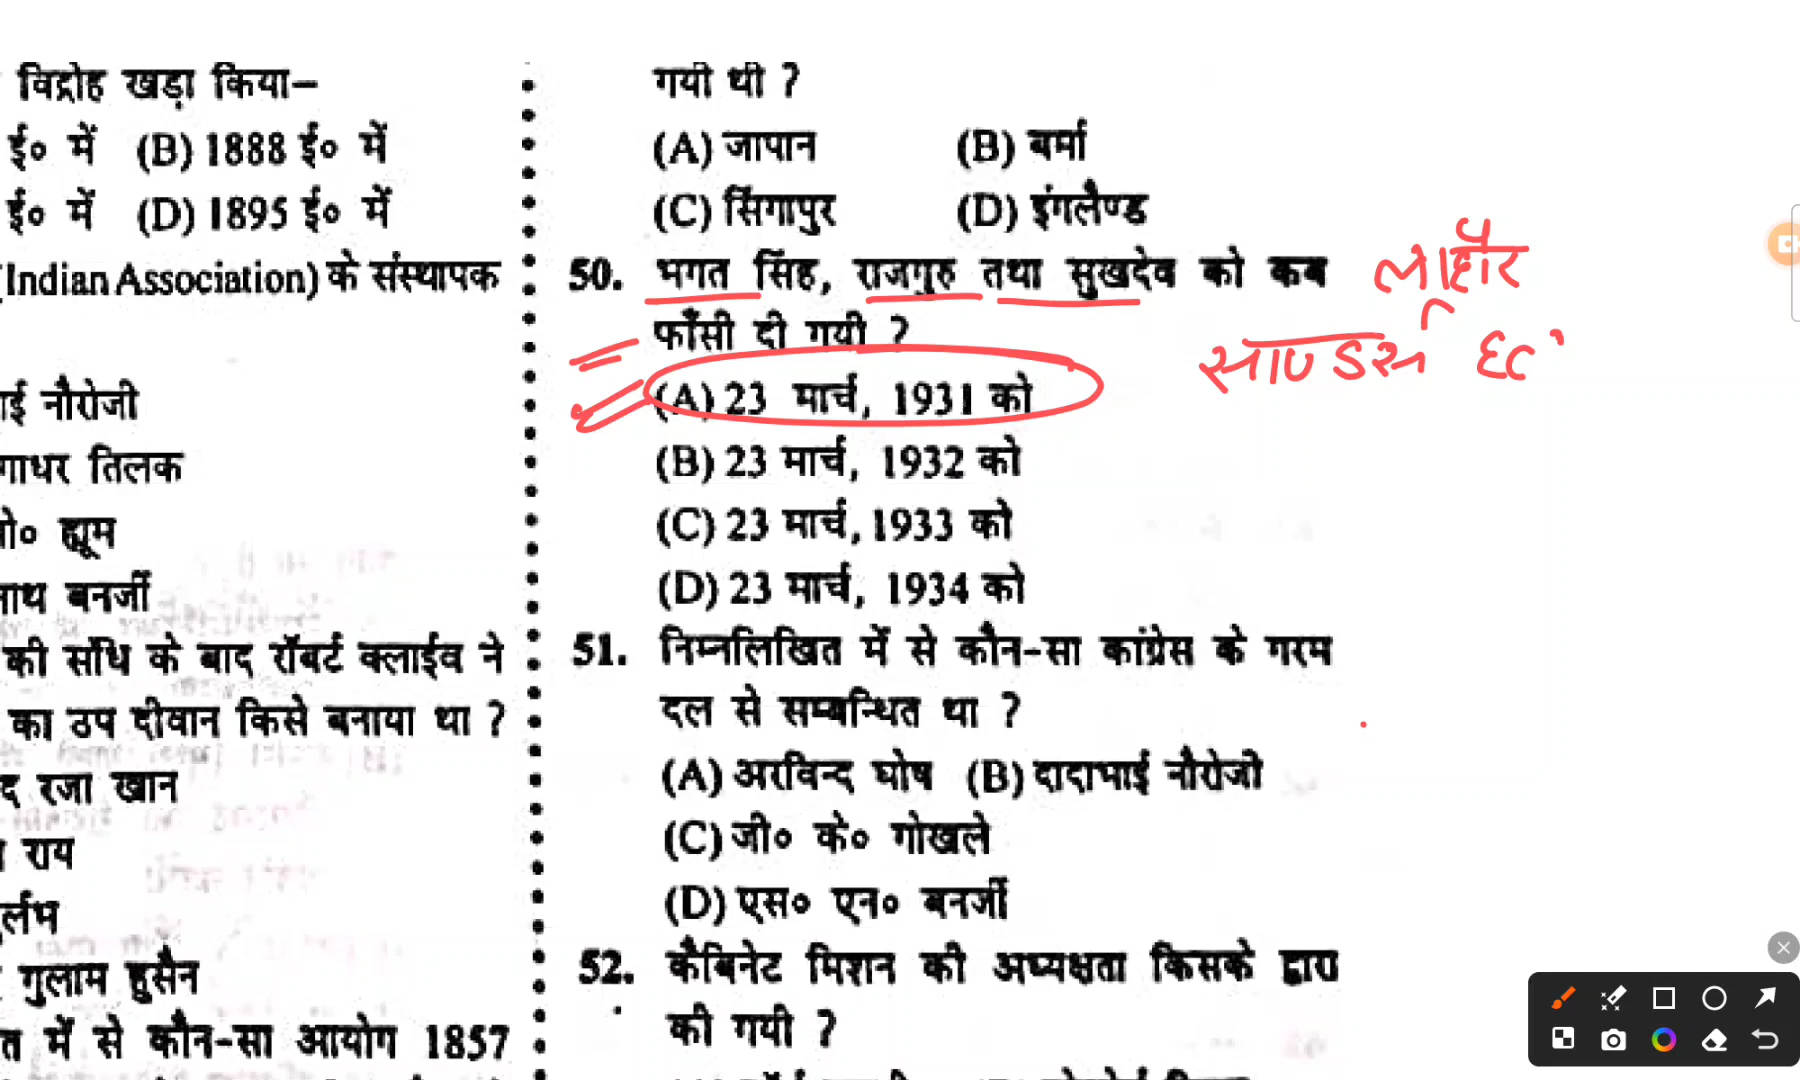 विद्रोह खड़ा किया–
ई० में (B) 1888 ई० में
ई० में (D) 1895 ई० में
(Indian Association) के संस्थापक
ई नौरोजी
गाधर तिलक
ओ० ह्यूम
नाथ बनर्जी
की संधि के बाद रॉबर्ट क्लाईव ने
का उप दीवान किसे बनाया था ?
द रजा खान
राय
दुर्लभ
गुलाम हुसैन
त में से कौन-सा आयोग 1857
गयी थी ?
(A) जापान (B) बर्मा
(C) सिंगापुर (D) इंगलैण्ड
50. भगत सिंह, राजगुरु तथा सुखदेव को कब
फाँसी दी गयी ?
(A) 23 मार्च, 1931 को
(B) 23 मार्च, 1932 को
(C) 23 मार्च, 1933 को
(D) 23 मार्च, 1934 को
51. निम्नलिखित में से कौन-सा कांग्रेस के गरम
दल से सम्बन्धित था ?
(A) अरविन्द घोष (B) दादाभाई नौरोजी
(C) जी० के० गोखले
(D) एस० एन० बनर्जी
52. कैबिनेट मिशन की अध्यक्षता किसके द्वारा
की गयी ?
लाहौर